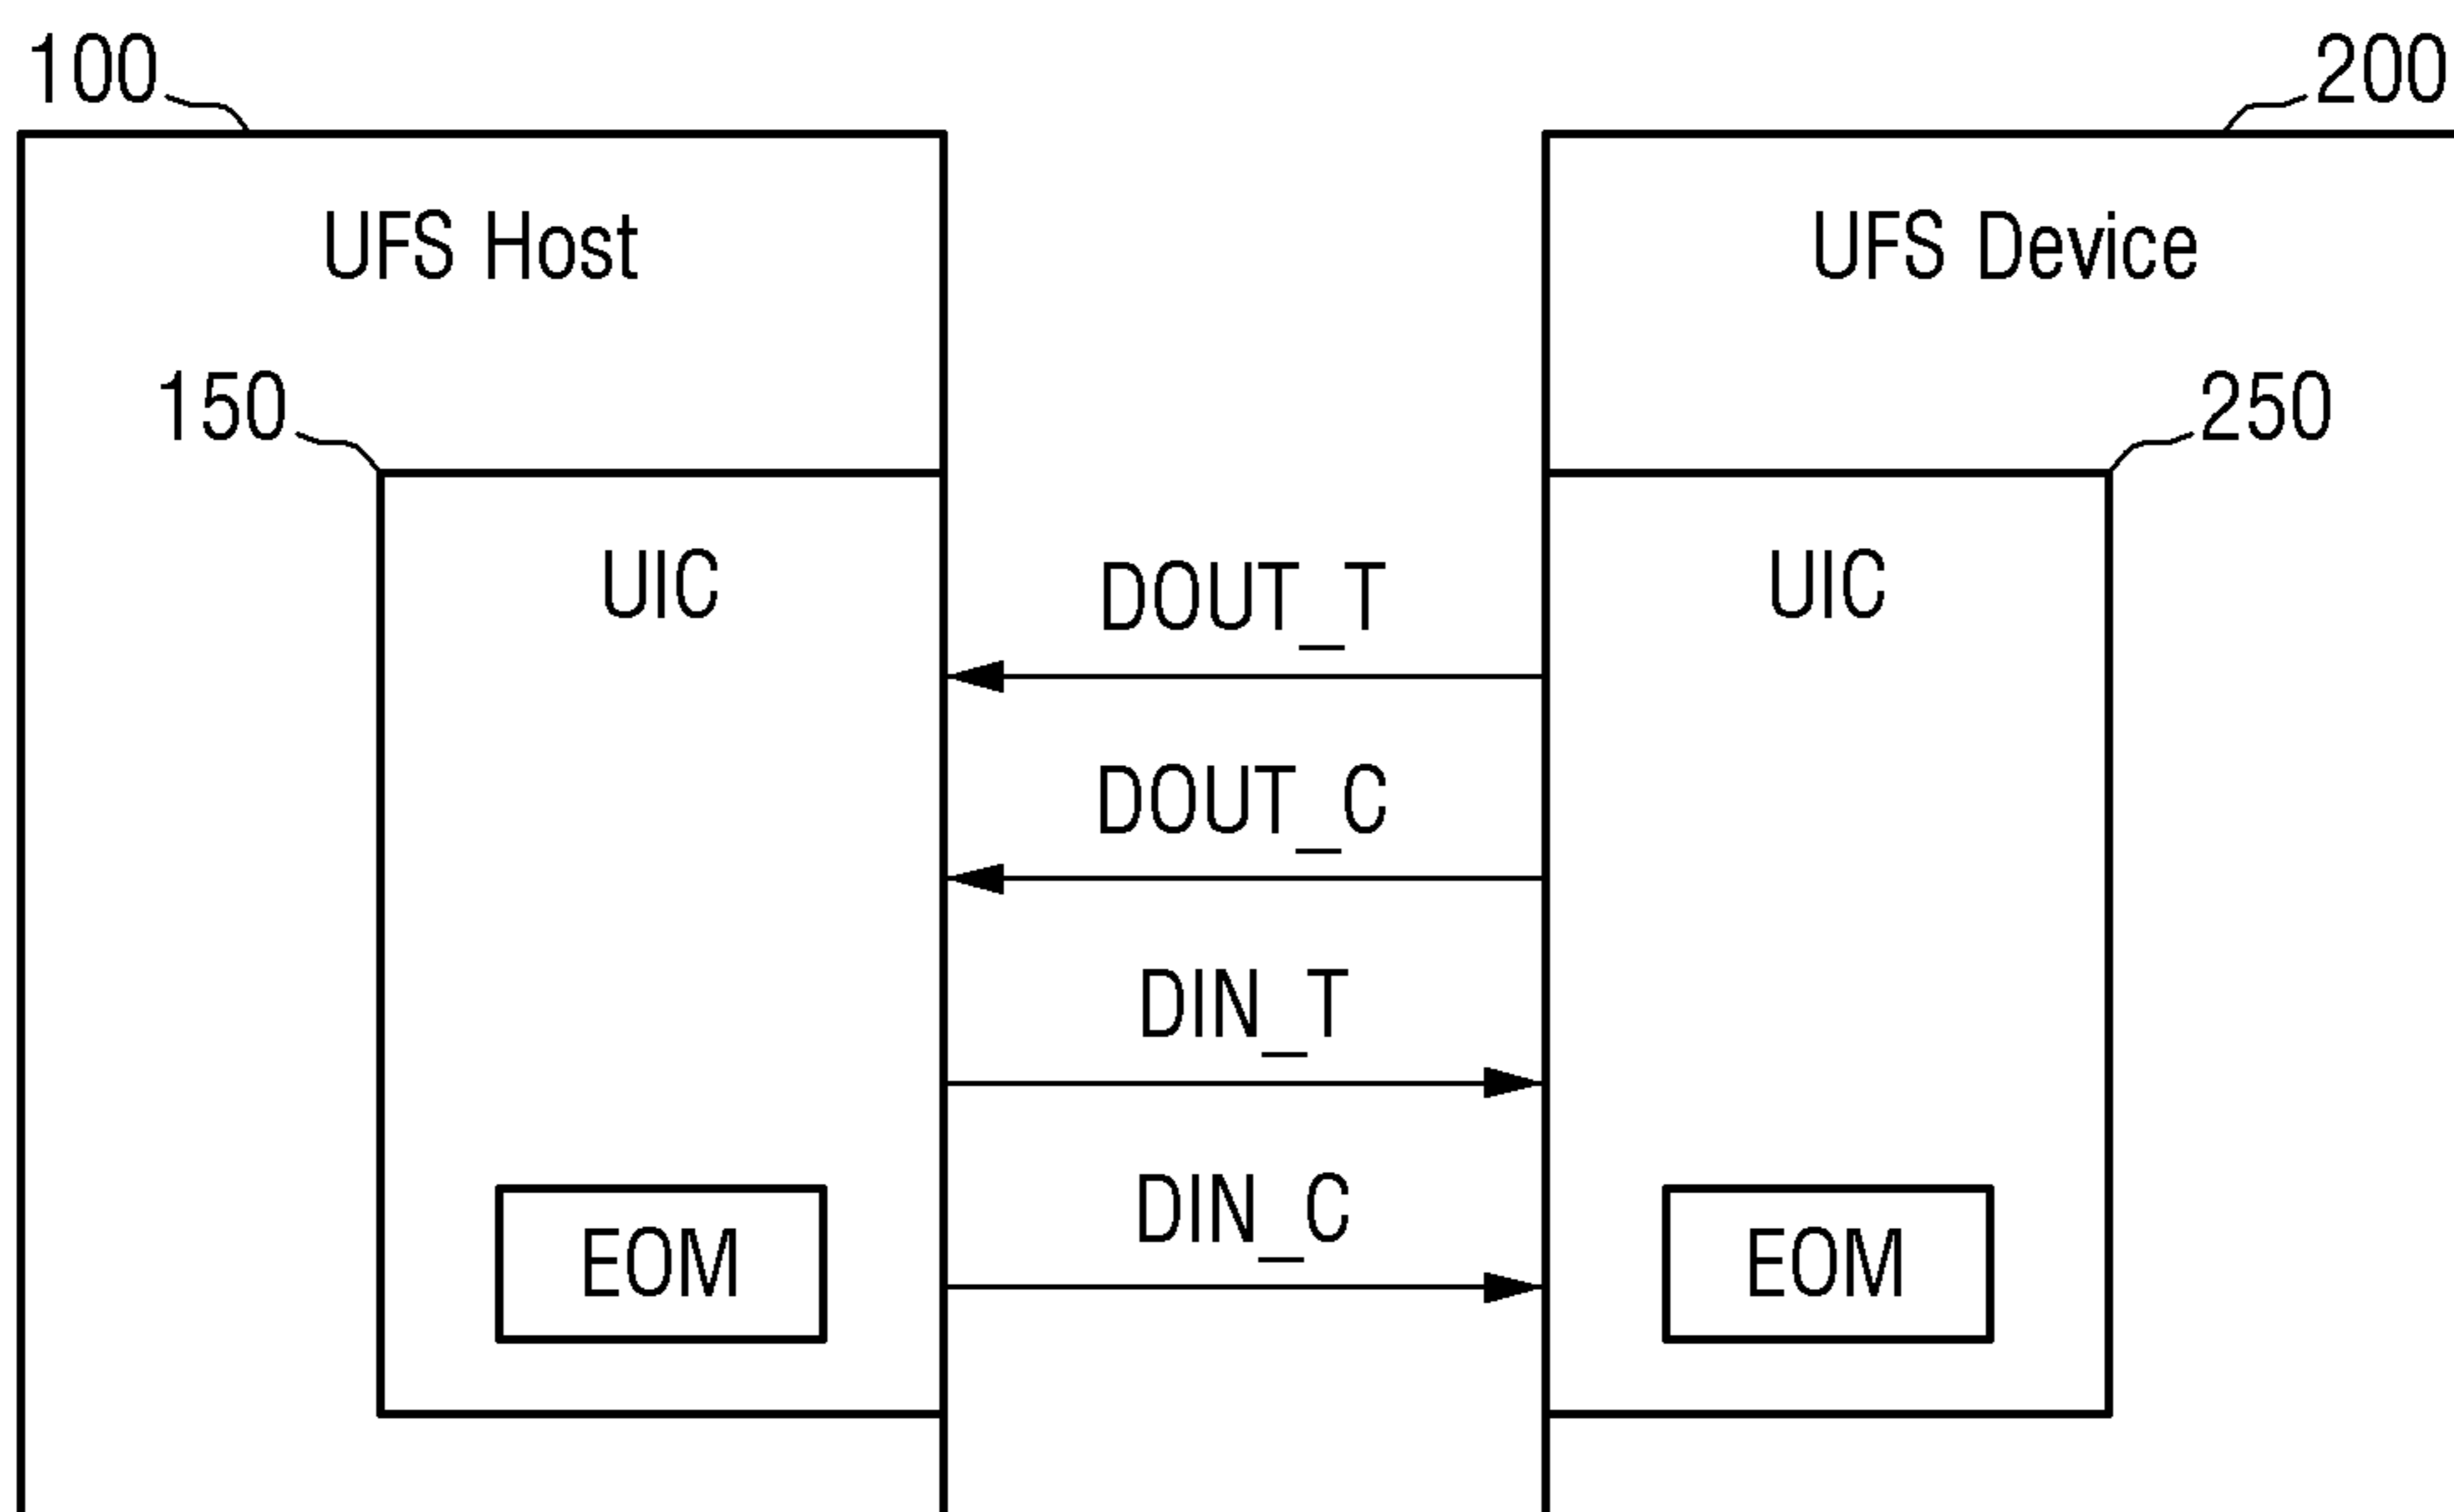 100
200
UFS Host
UFS Device
150
250
UIC
UIC
DOUT_T
DOUT_C
DIN_T
DIN_C
EOM
EOM